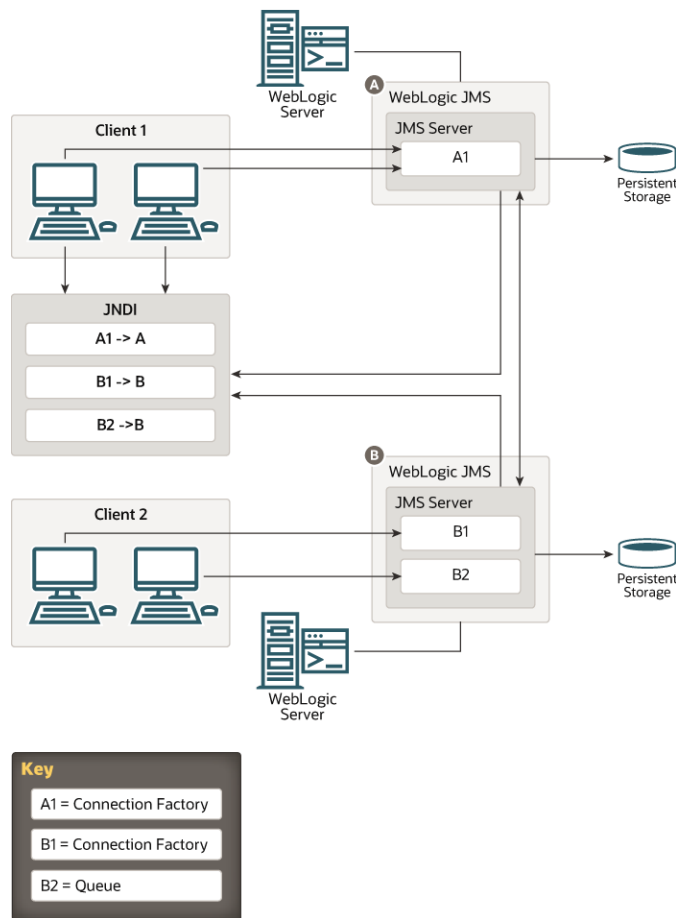 WebLogic
Server
A
WebLogic JMS
JMS Server
A1
Persistent
Storage
Client 1
JNDI
A1 -> A
B1 -> B
B2 ->B
B
WebLogic JMS
JMS Server
B1
B2
Persistent
Storage
Client 2
WebLogic
Server
Key
A1 = Connection Factory
B1 = Connection Factory
B2 = Queue